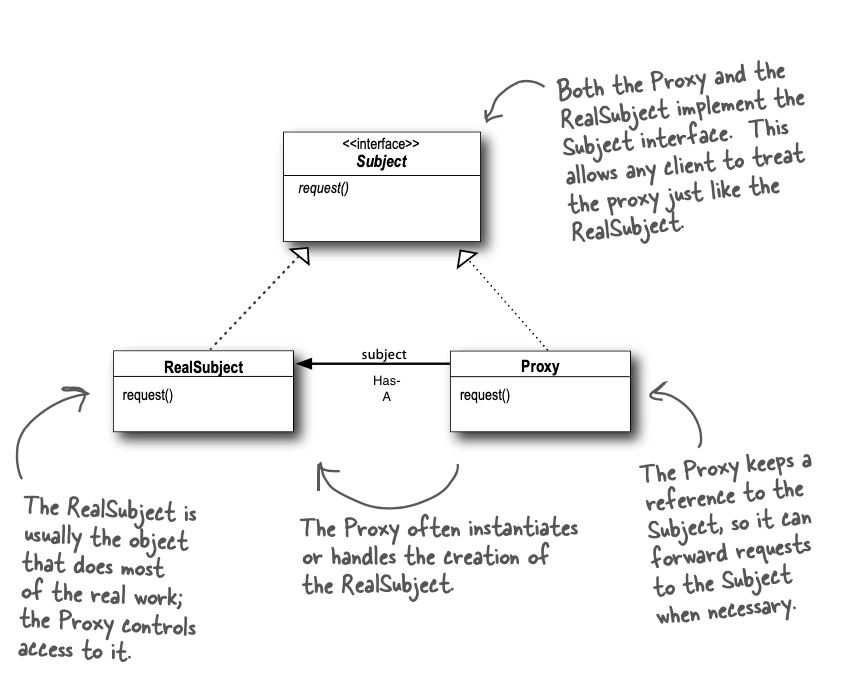 Both the Proxy and the
RealSubject implement the
Subject interface. This
allows any client to treat
the proxy just like the
RealSubject.
<<interface>>
Subject
request()
RealSubject
request()
subject
Has-
A
Proxy
request()
The RealSubject is
usually the object
that does most
of the real work;
the Proxy controls
access to it.
The Proxy often instantiates
or handles the creation of
the RealSubject.
The Proxy keeps a
reference to the
Subject, so it can
forward requests
to the Subject
when necessary.